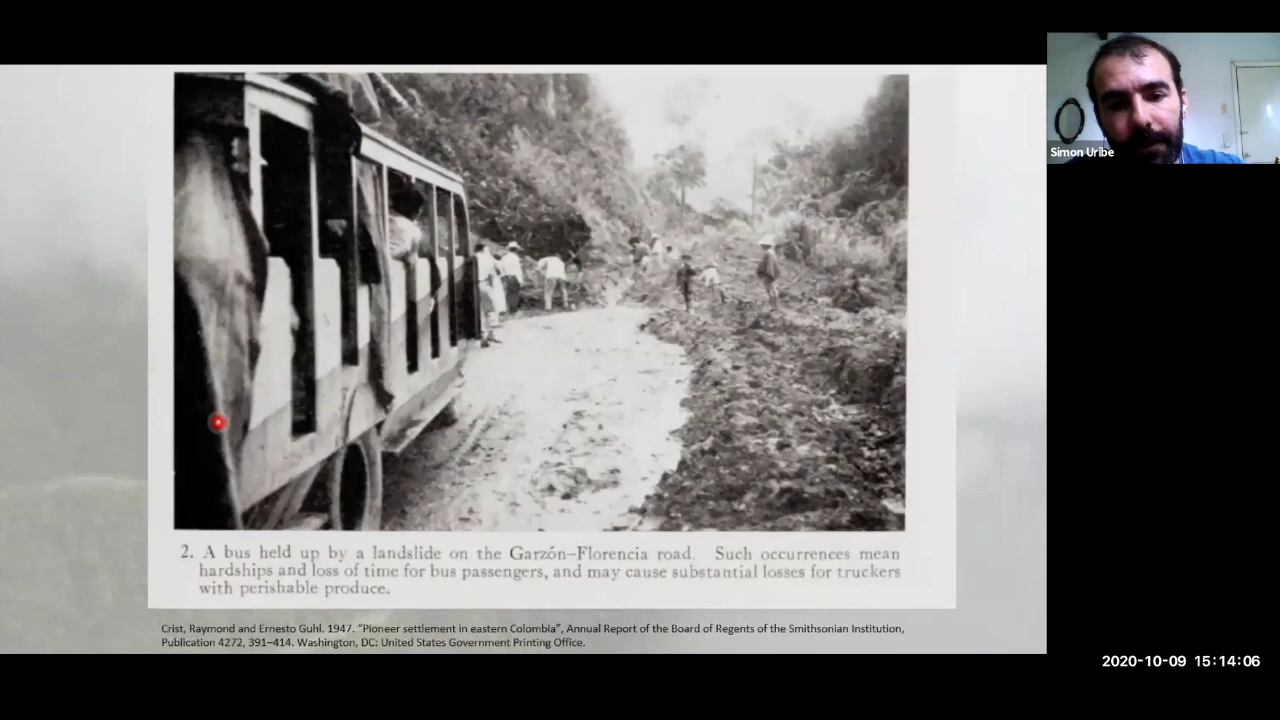 Simon Uribe
2. A bus held up by a landslide on the Garzón–Florencia road. Such occurrences mean
hardships and loss of time for bus passengers, and may cause substantial losses for truckers
with perishable produce.
Crist, Raymond and Ernesto Guhl. 1947. “Pioneer settlement in eastern Colombia”, Annual Report of the Board of Regents of the Smithsonian Institution,
Publication 4272, 391–414. Washington, DC: United States Government Printing Office.
2020-10-09 15:14:06